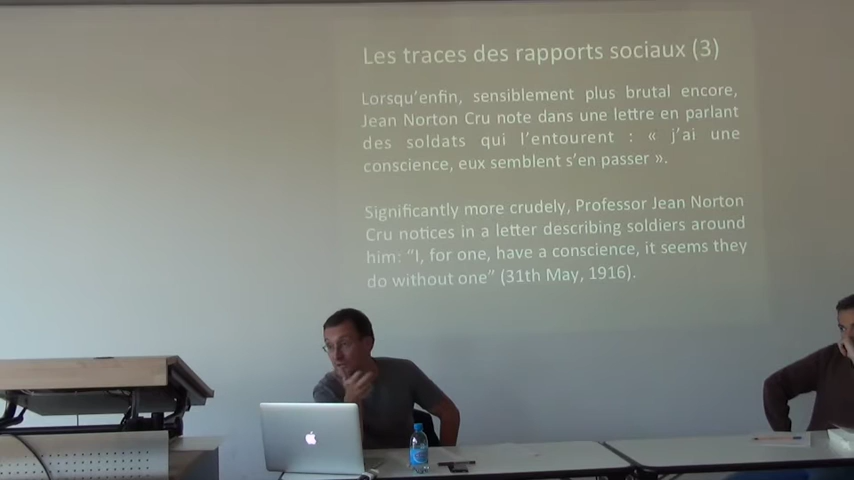 Les traces des rapports sociaux (3)
Lorsqu'enfin, sensiblement plus brutal encore,
Jean Norton Cru note dans une lettre en parlant
des soldats qui l'entourent : « j'ai une
conscience, eux semblent s'en passer ».
Significantly more crudely, Professor Jean Norton
Cru notices in a letter describing soldiers around
him: "I, for one, have a conscience, it seems they
do without one" (31th May, 1916).